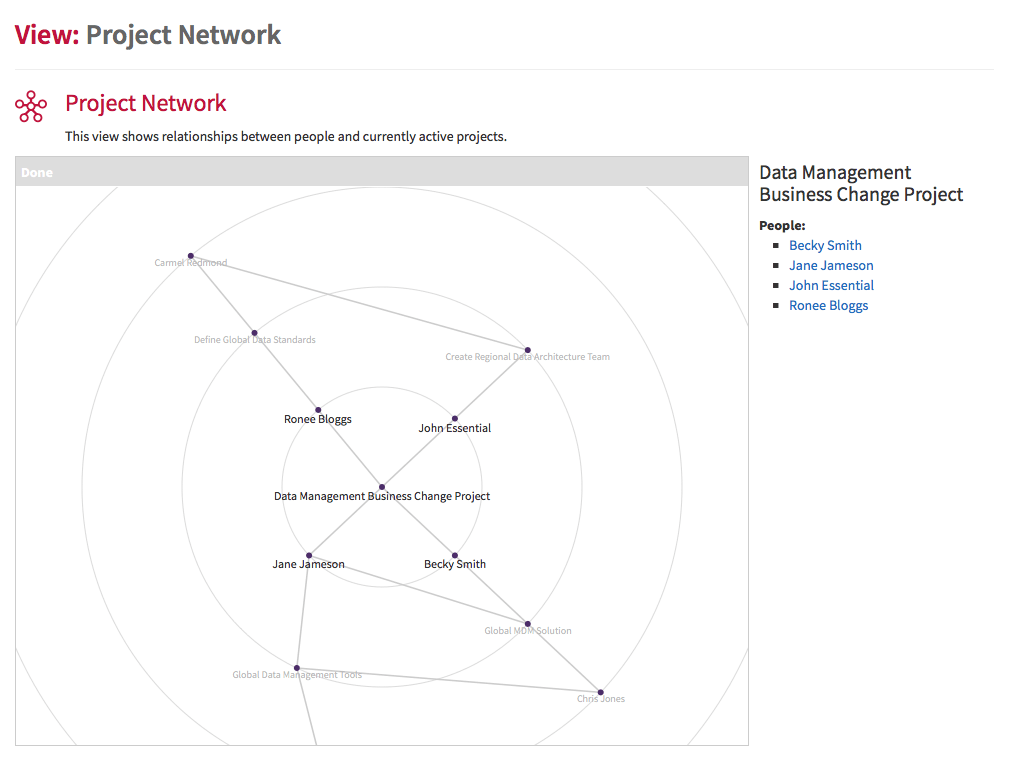 View: Project Network
Project Network
This view shows relationships between people and currently active projects.
Done
Data Management
Business Change Project
People:
Becky Smith
Jane Jameson
John Essential
Ronee Bloggs
Carmel Redmond
Define Global Data Standards
Create Regional Data Architecture Team
Ronee Bloggs
John Essential
Data Management Business Change Project
Jane Jameson
Becky Smith
Global MDM Solution
Global Data Management Tools
Chris Jones